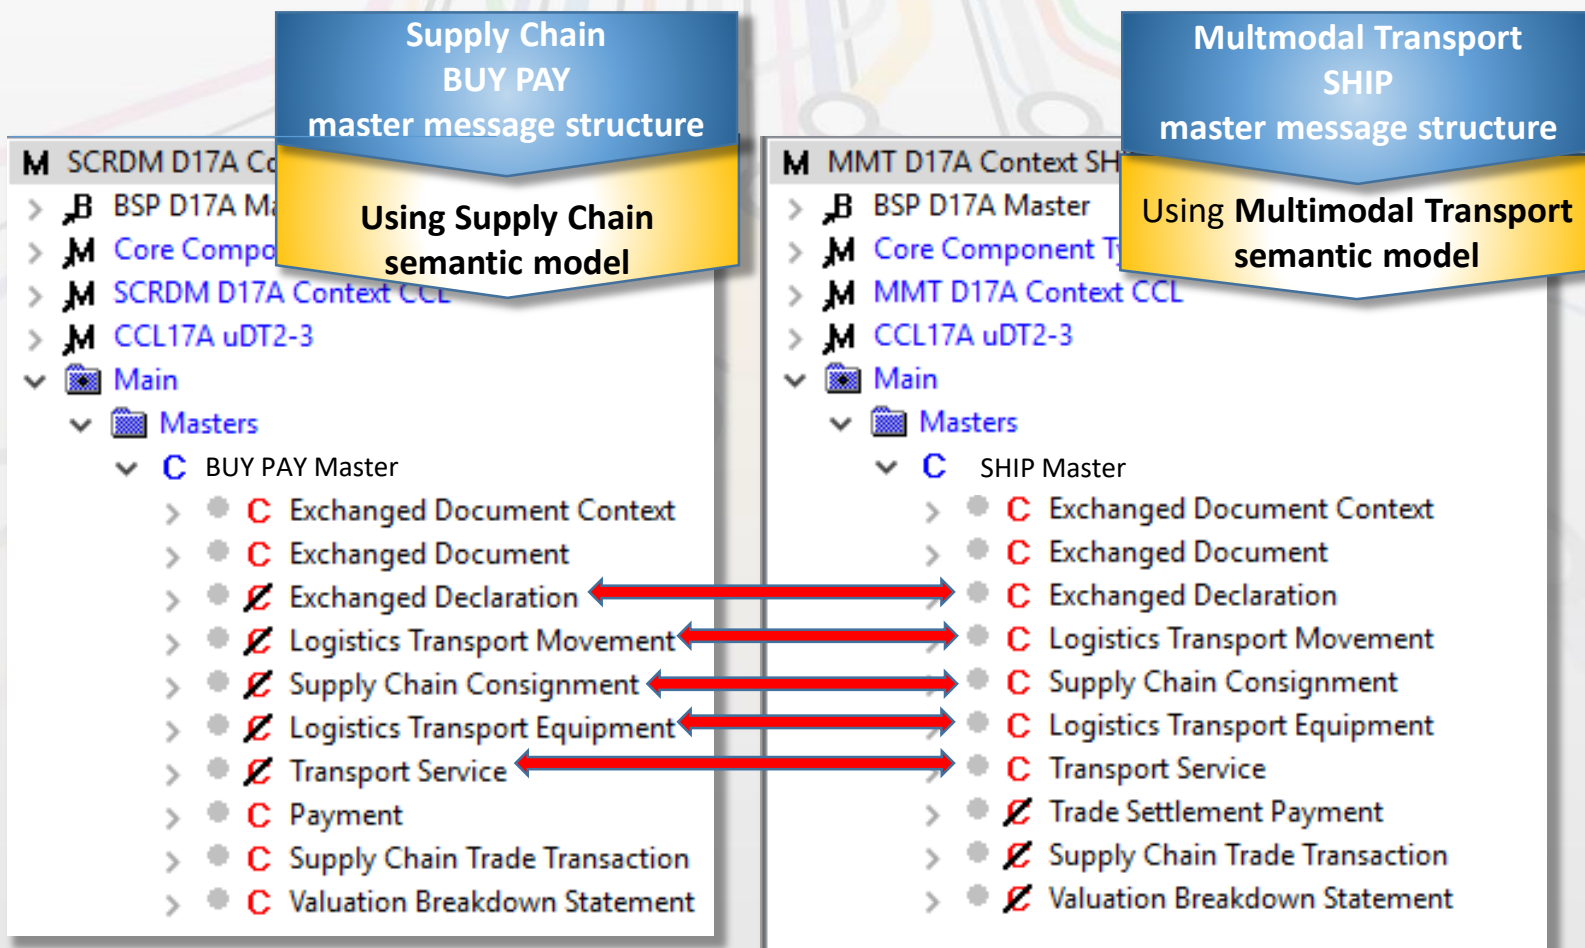 Supply Chain
BUY PAY
master message structure
Using Supply Chain
semantic model
M SCRDM D17A
B BSP D17A
M Core
M SCRDM D17A Context CCL
M CCL17A uDT2-3
Main
Masters
C BUY PAY Master
C Exchanged Document Context
C Exchanged Document
C Exchanged Declaration
C Logistics Transport Movement
C Supply Chain Consignment
C Logistics Transport Equipment
C Transport Service
C Payment
C Supply Chain Trade Transaction
C Valuation Breakdown Statement
Multmodal Transport
SHIP
master message structure
Using Multimodal Transport
semantic model
M MMT D17A Context
B BSP D17A Master
M Core Component
M MMT D17A Context CCL
M CCL17A uDT2-3
Main
Masters
C SHIP Master
C Exchanged Document Context
C Exchanged Document
C Exchanged Declaration
C Logistics Transport Movement
C Supply Chain Consignment
C Logistics Transport Equipment
C Transport Service
C Trade Settlement Payment
C Supply Chain Trade Transaction
C Valuation Breakdown Statement